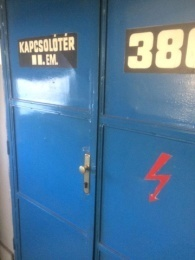 KAPCSOLÓTÉR
II. EM.
380